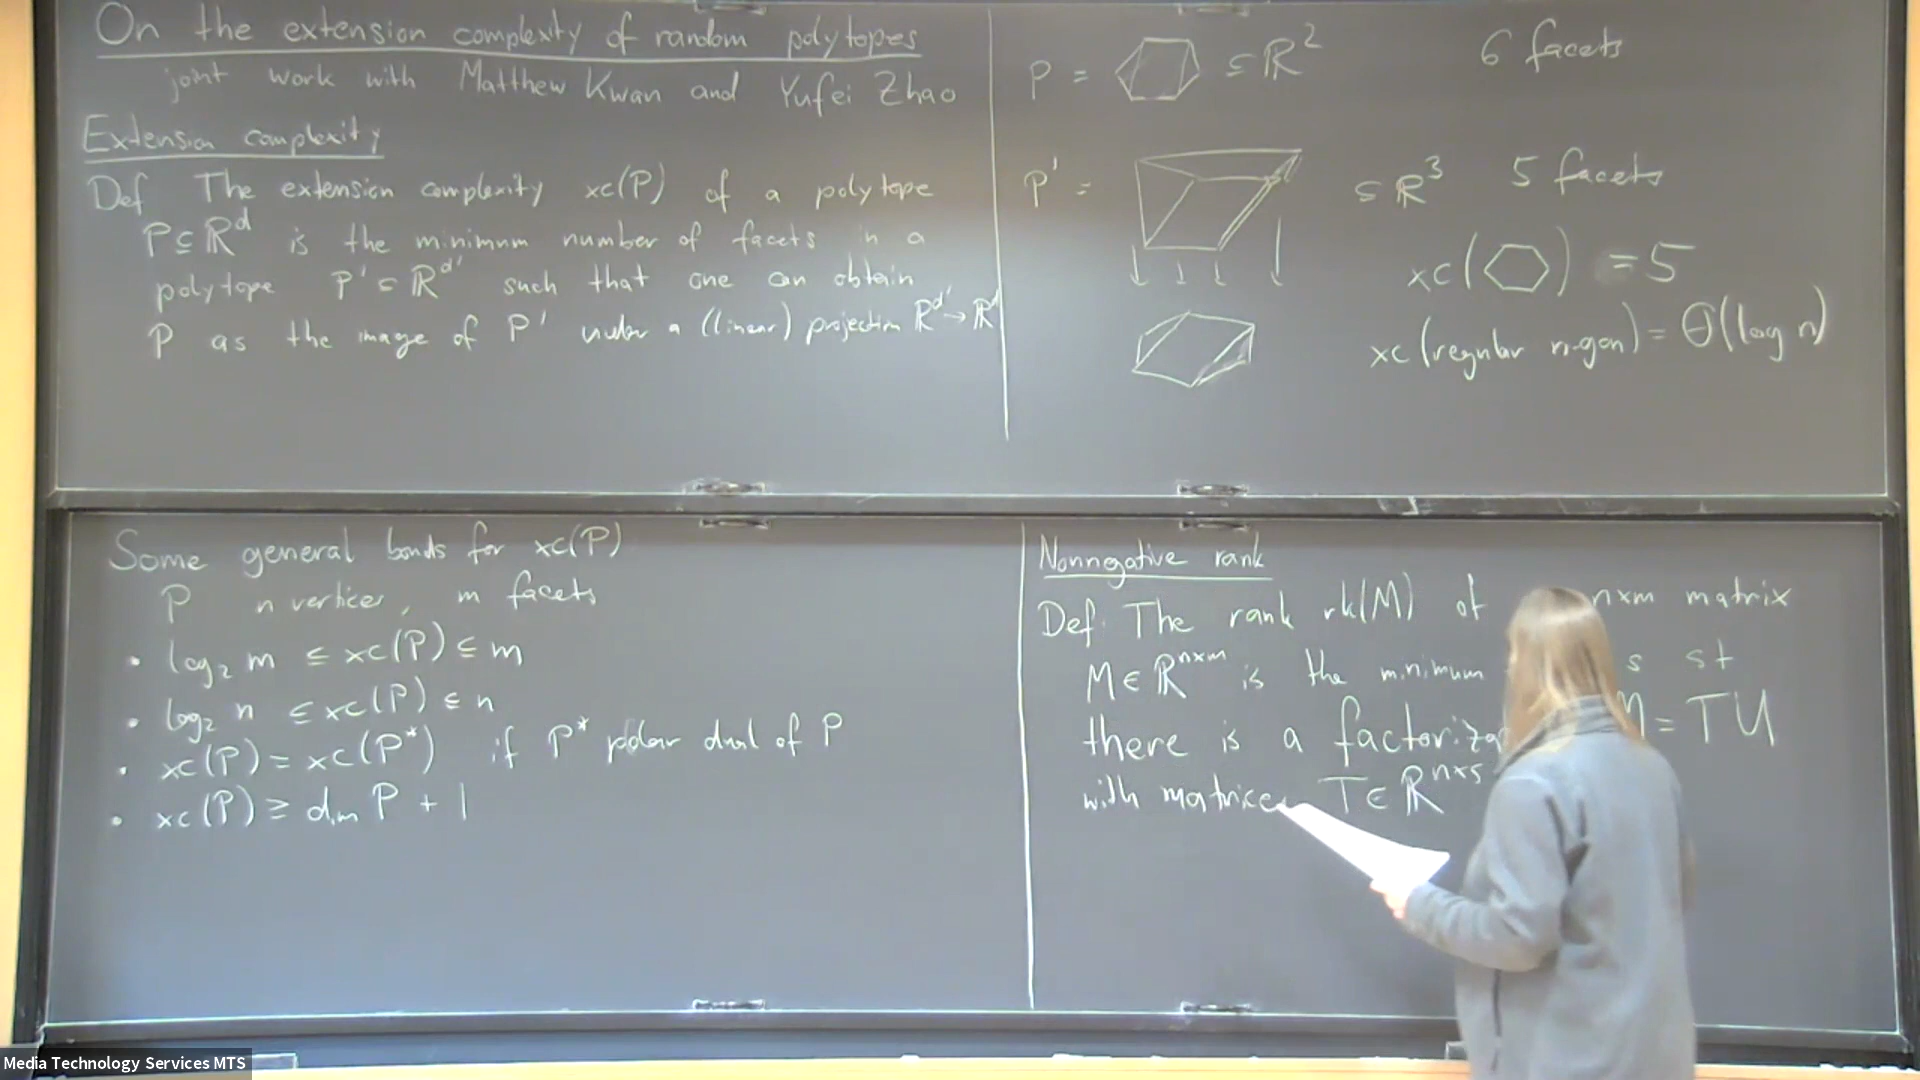 On the extension complexity of random polytopes
joint work with Matthew Kwan and Yufei Zhao
Extension complexity
Def The extension complexity xc(P) of a polytope
P ⊆ ℝ^d is the minimum number of facets in a
polytope P' ⊆ ℝ^d' such that one can obtain
P as the image of P' under a (linear) projection ℝ^d' → ℝ^d
P = ⊆ ℝ^2 6 facets
P' = ⊆ ℝ^3 5 facets
xc( ) = 5
xc(regular n-gon) = Θ(log n)
Some general bonds for xc(P)
P n vertices, m facets
• log_2 m ≤ xc(P) ≤ m
• log_2 n ≤ xc(P) ≤ n
• xc(P) = xc(P*) if P* polar dual of P
• xc(P) ≥ dim P + 1
Nonnegative rank
Def. The rank rk(M) of n×m matrix
M ∈ ℝ^{n×m} is the minimum s st
there is a = TU
with matrices T ∈ ℝ^{n×s}
Media Technology Services MTS